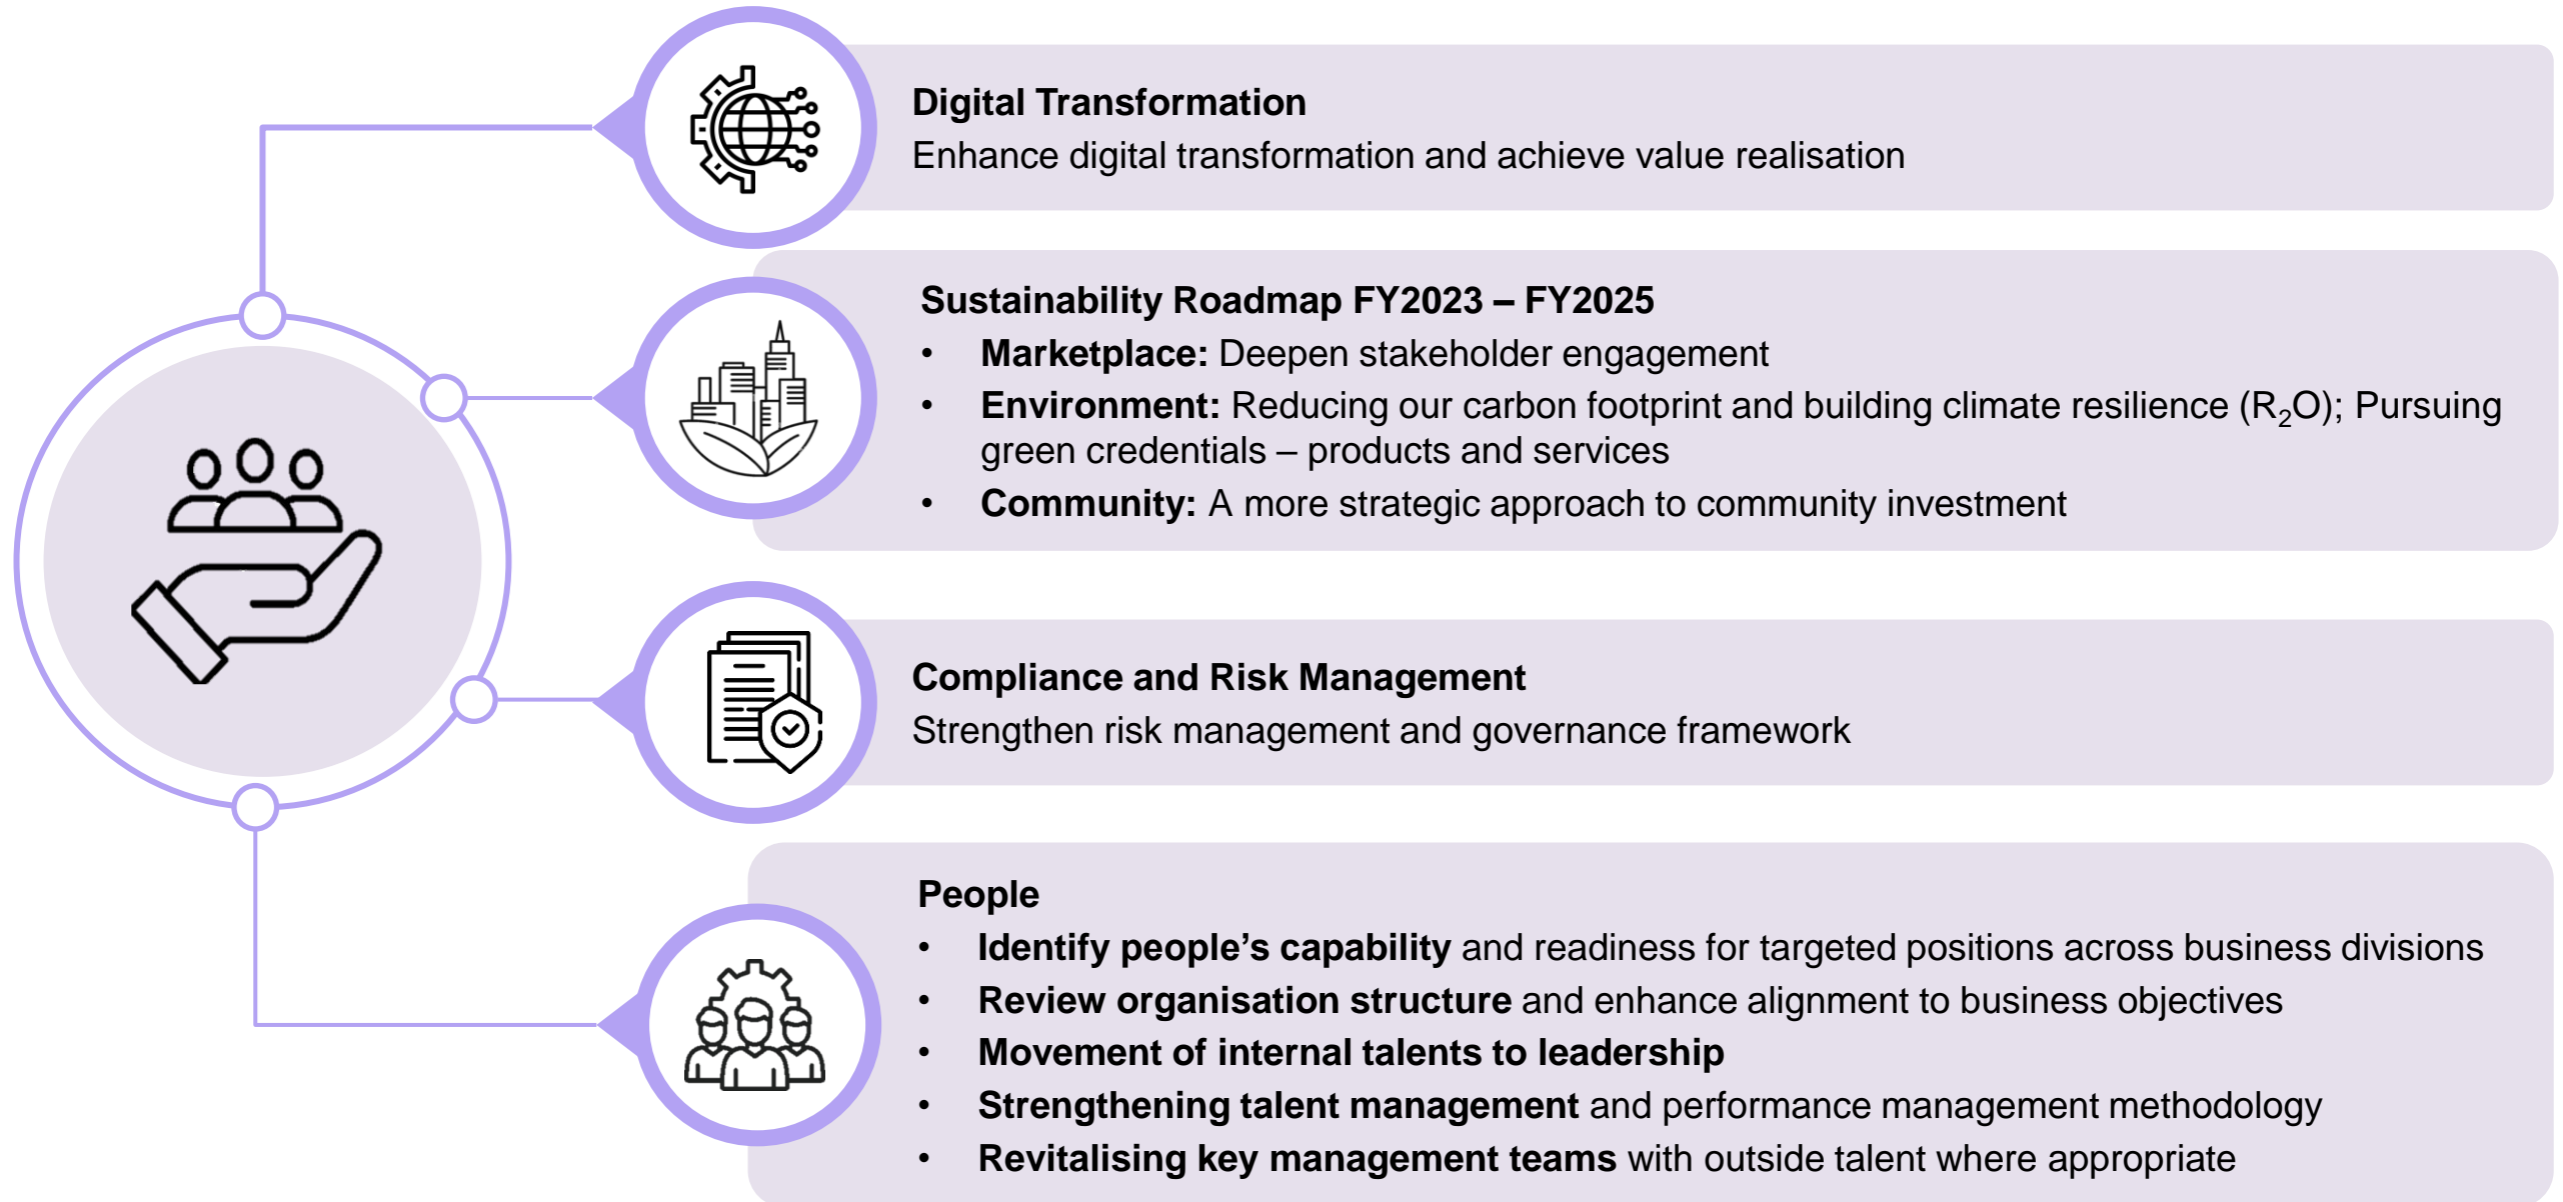 Digital Transformation
Enhance digital transformation and achieve value realisation
Sustainability Roadmap FY2023 – FY2025
• Marketplace: Deepen stakeholder engagement
• Environment: Reducing our carbon footprint and building climate resilience (R₂O); Pursuing
green credentials – products and services
• Community: A more strategic approach to community investment
Compliance and Risk Management
Strengthen risk management and governance framework
People
• Identify people’s capability and readiness for targeted positions across business divisions
• Review organisation structure and enhance alignment to business objectives
• Movement of internal talents to leadership
• Strengthening talent management and performance management methodology
• Revitalising key management teams with outside talent where appropriate